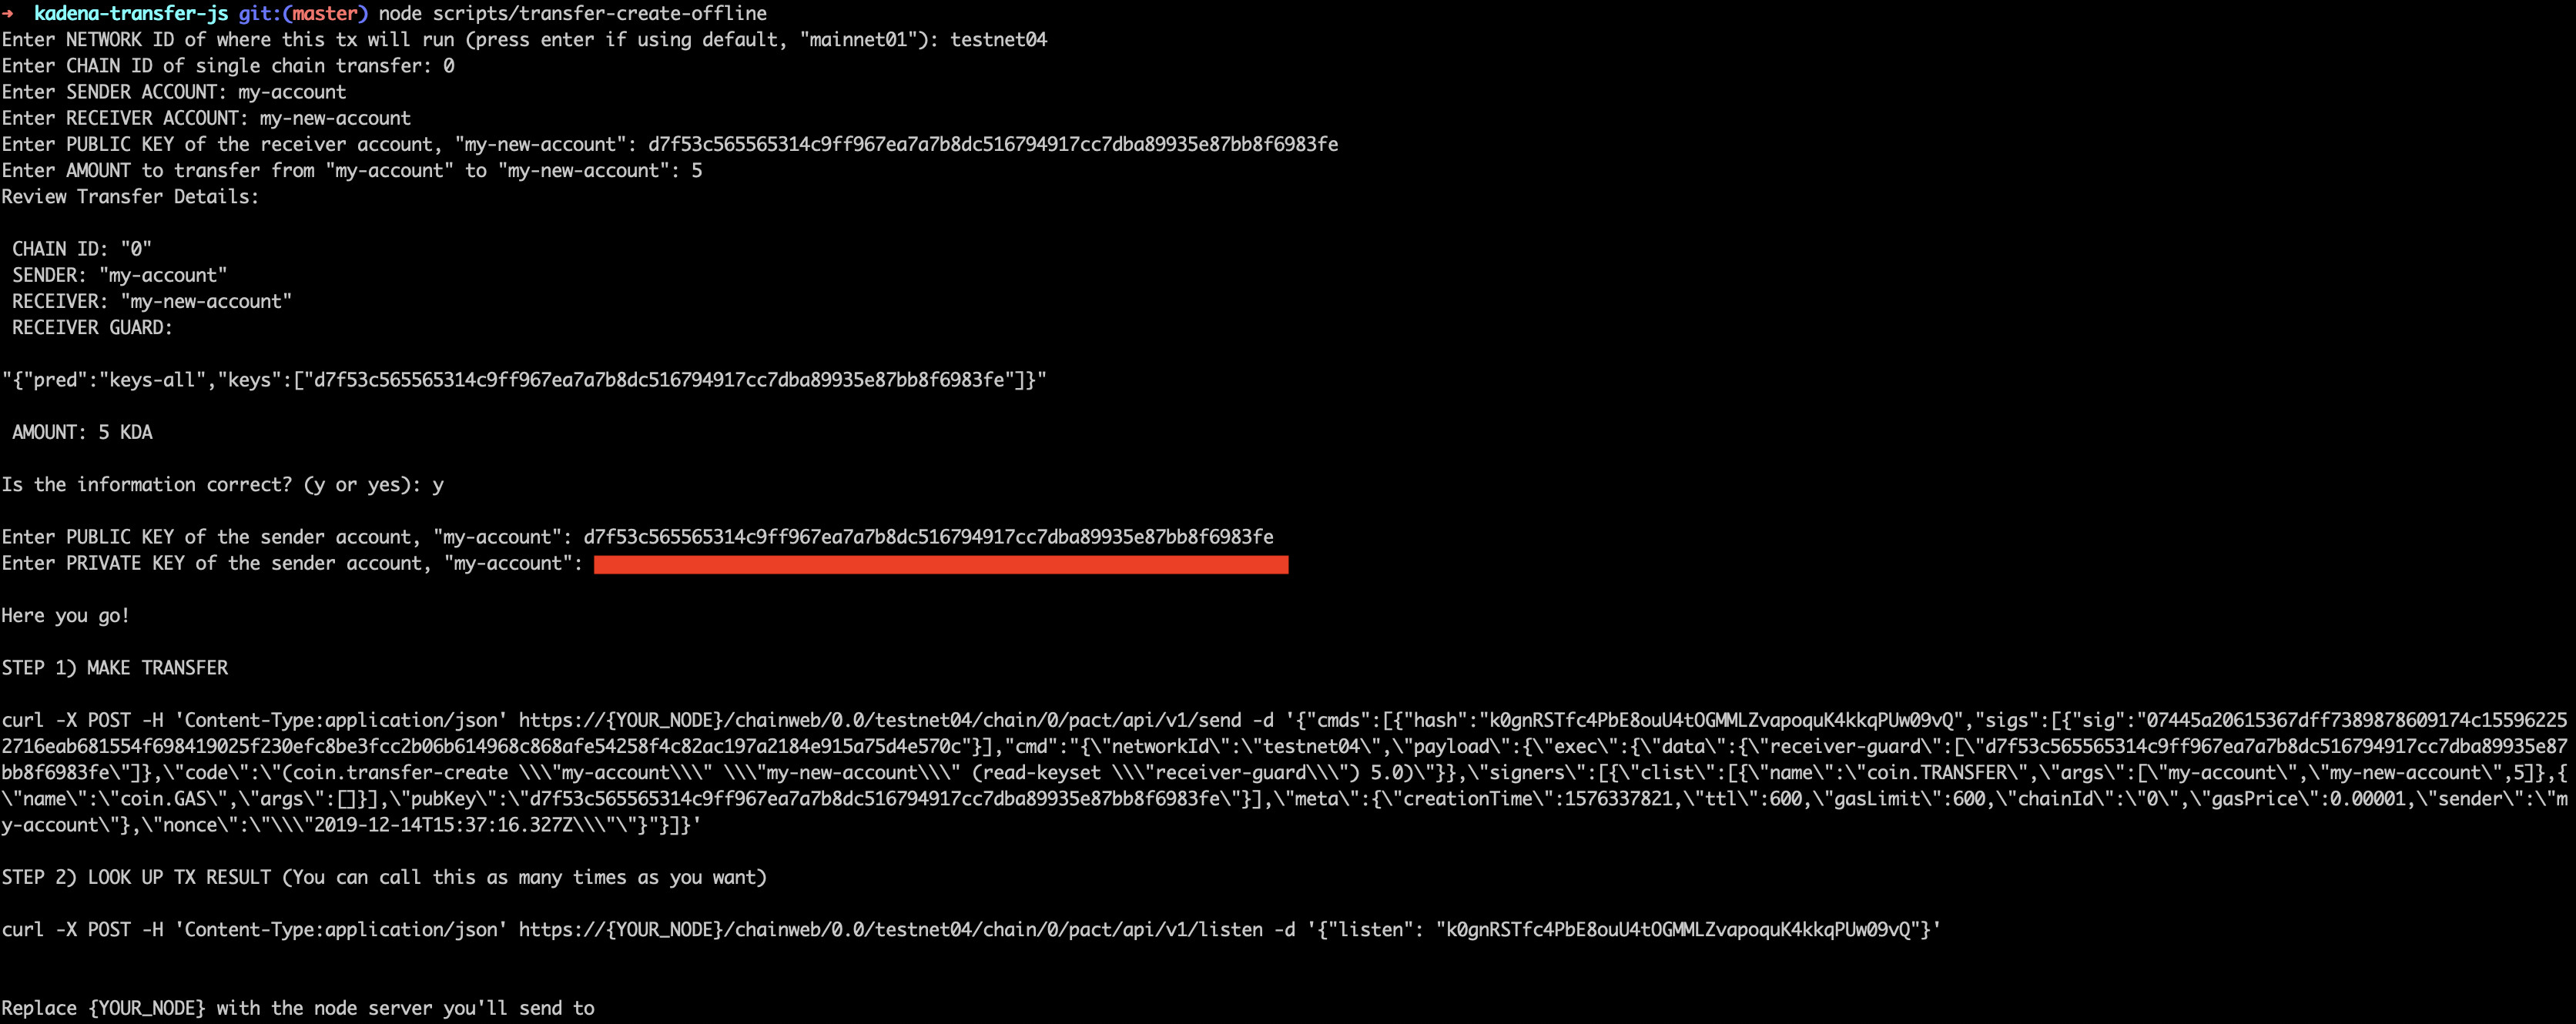 ➜  kadena-transfer-js git:(master) node scripts/transfer-create-offline
Enter NETWORK ID of where this tx will run (press enter if using default, "mainnet01"): testnet04
Enter CHAIN ID of single chain transfer: 0
Enter SENDER ACCOUNT: my-account
Enter RECEIVER ACCOUNT: my-new-account
Enter PUBLIC KEY of the receiver account, "my-new-account": d7f53c565565314c9ff967ea7a7b8dc516794917cc7dba89935e87bb8f6983fe
Enter AMOUNT to transfer from "my-account" to "my-new-account": 5
Review Transfer Details:
CHAIN ID: "0"
SENDER: "my-account"
RECEIVER: "my-new-account"
RECEIVER GUARD:
"{"pred":"keys-all","keys":["d7f53c565565314c9ff967ea7a7b8dc516794917cc7dba89935e87bb8f6983fe"]}"
AMOUNT: 5 KDA
Is the information correct? (y or yes): y
Enter PUBLIC KEY of the sender account, "my-account": d7f53c565565314c9ff967ea7a7b8dc516794917cc7dba89935e87bb8f6983fe
Enter PRIVATE KEY of the sender account, "my-account":
Here you go!
STEP 1) MAKE TRANSFER
curl -X POST -H 'Content-Type:application/json' https://{YOUR_NODE}/chainweb/0.0/testnet04/chain/0/pact/api/v1/send -d '{"cmds":[{"hash":"k0gnRSTfc4PbE8ouU4tOGMMLZvapoquK4kkqPUw09vQ","sigs":[{"sig":"07445a20615367dff7389878609174c155962252
2716eab681554f698419025f230efc8be3fcc2b06b614968c868afe54258f4c82ac197a2184e915a75d4e570c"}],"cmd":"{\"networkId\":\"testnet04\",\"payload\":{\"exec\":{\"data\":{\"receiver-guard\":[\"d7f53c565565314c9ff967ea7a7b8dc516794917cc7dba89935e87
bb8f6983fe\"]},\"code\":\"(coin.transfer-create \\\"my-account\\\" \\\"my-new-account\\\" (read-keyset \\\"receiver-guard\\\") 5.0)\"}},\"signers\":[{\"clist\":[{\"name\":\"coin.TRANSFER\",\"args\":[\"my-account\",\"my-new-account\",5]},{
\"name\":\"coin.GAS\",\"args\":[]}],\"pubKey\":\"d7f53c565565314c9ff967ea7a7b8dc516794917cc7dba89935e87bb8f6983fe\"}],\"meta\":{\"creationTime\":1576337821,\"ttl\":600,\"gasLimit\":600,\"chainId\":\"0\",\"gasPrice\":0.00001,\"sender\":\"m
y-account\"},\"nonce\":\"\\\"2019-12-14T15:37:16.327Z\\\"\"}"}]}'
STEP 2) LOOK UP TX RESULT (You can call this as many times as you want)
curl -X POST -H 'Content-Type:application/json' https://{YOUR_NODE}/chainweb/0.0/testnet04/chain/0/pact/api/v1/listen -d '{"listen": "k0gnRSTfc4PbE8ouU4tOGMMLZvapoquK4kkqPUw09vQ"}'
Replace {YOUR_NODE} with the node server you'll send to